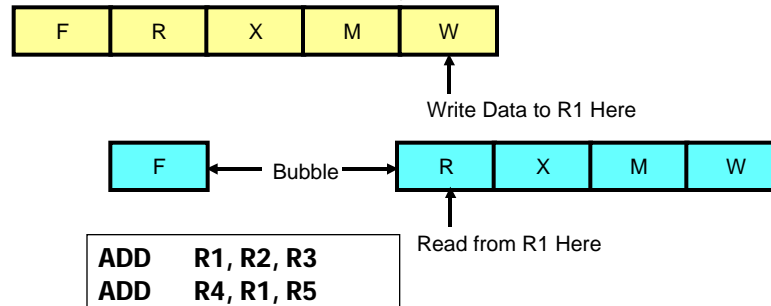 F R X M W
Write Data to R1 Here
F Bubble R X M W
Read from R1 Here
ADD R1, R2, R3
ADD R4, R1, R5